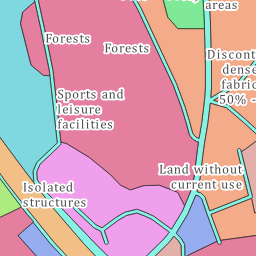 areas
Forests
Forests
Discont
dense
fabric
50% -
Sports and
leisure
facilities
Land without
current use
Isolated
structures